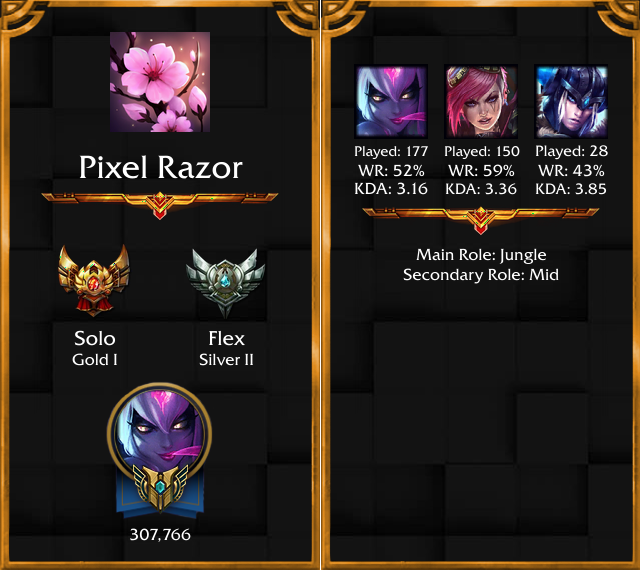 Pixel Razor
Solo
Gold I
Flex
Silver II
307,766
Played: 177
WR: 52%
KDA: 3.16
Played: 150
WR: 59%
KDA: 3.36
Played: 28
WR: 43%
KDA: 3.85
Main Role: Jungle
Secondary Role: Mid